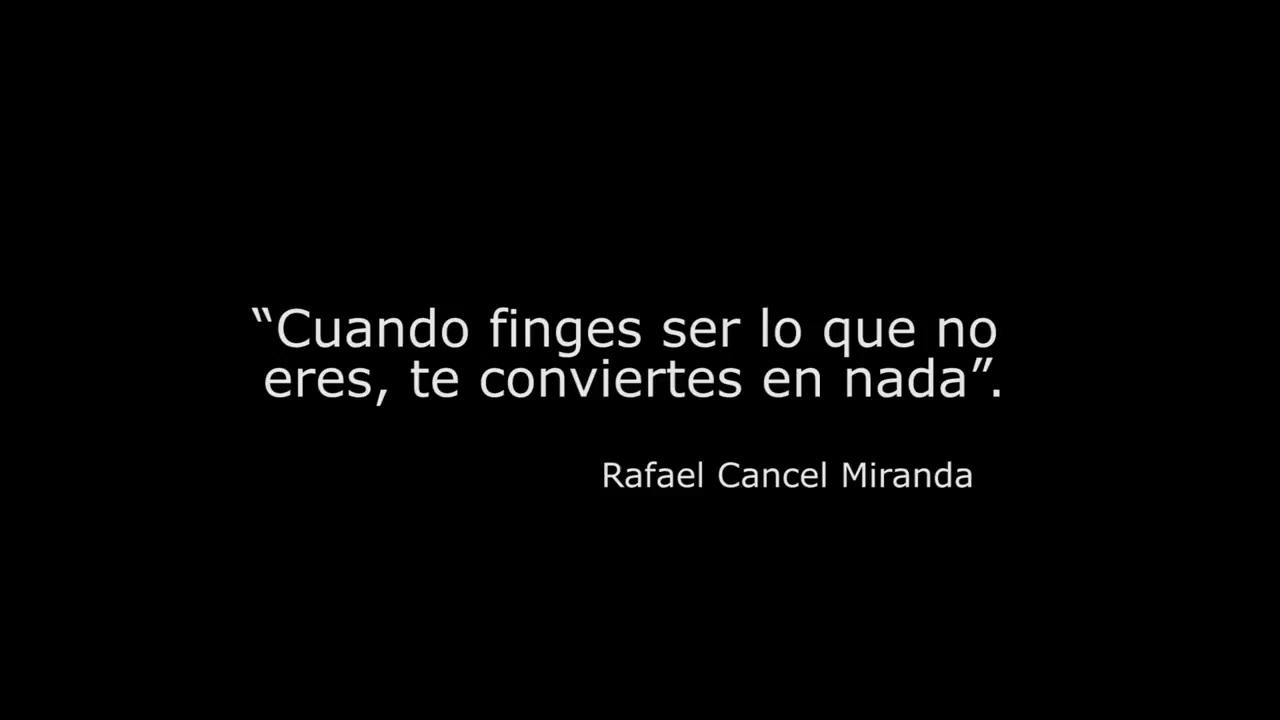 “Cuando finges ser lo que no
eres, te conviertes en nada”.
Rafael Cancel Miranda